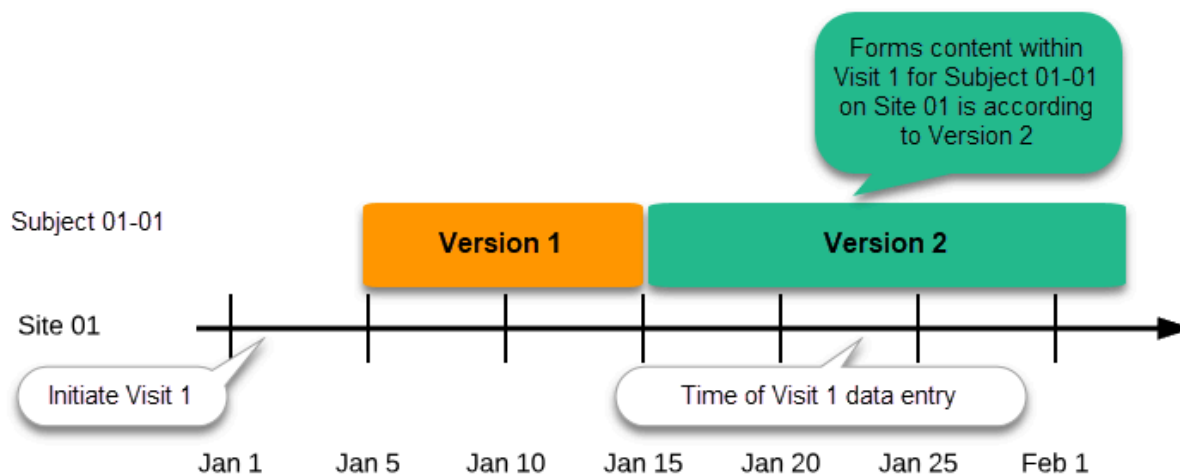 Forms content within
Visit 1 for Subject 01-01
on Site 01 is according
to Version 2
Subject 01-01
Version 1
Version 2
Site 01
Initiate Visit 1
Time of Visit 1 data entry
Jan 1
Jan 5
Jan 10
Jan 15
Jan 20
Jan 25
Feb 1